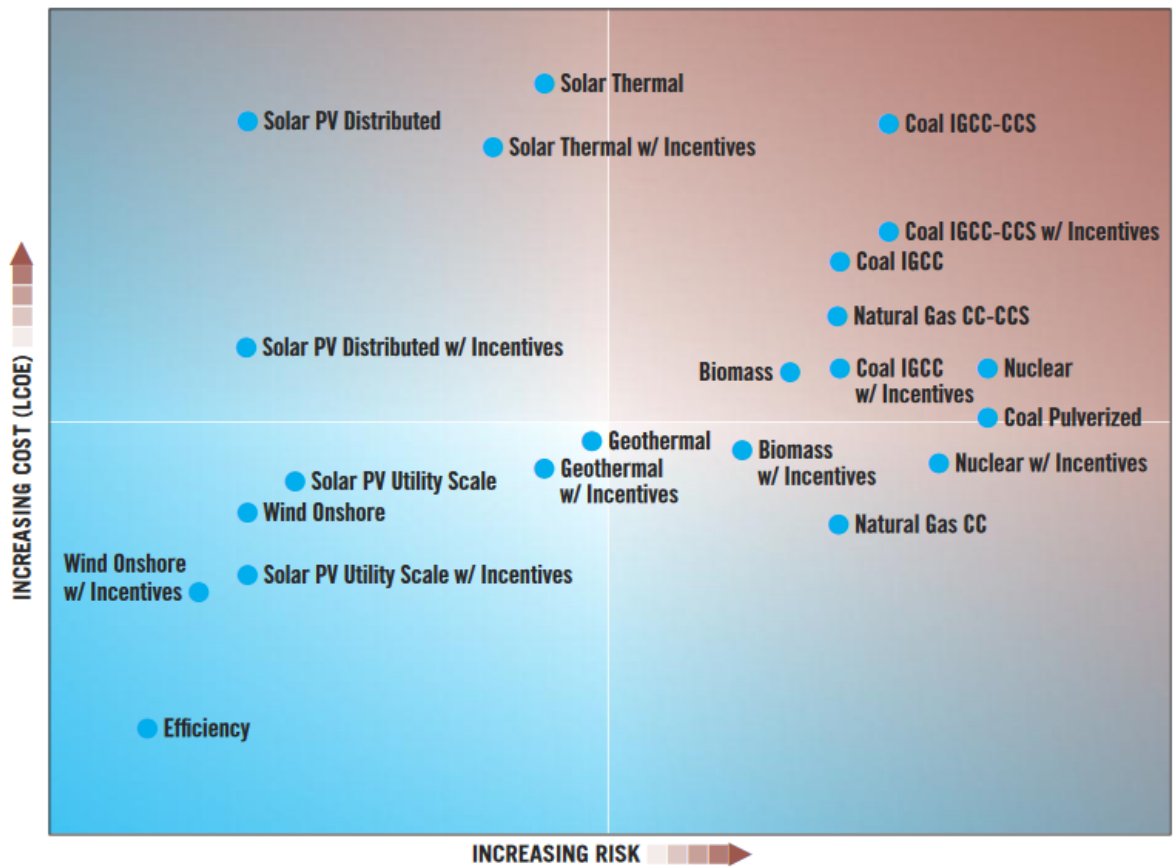 Solar Thermal
Solar PV Distributed
Coal IGCC-CCS
Solar Thermal w/ Incentives
Coal IGCC-CCS w/ Incentives
Coal IGCC
Natural Gas CC-CCS
Solar PV Distributed w/ Incentives
Biomass
Coal IGCC
w/ Incentives
Nuclear
Coal Pulverized
Geothermal
Geothermal
w/ Incentives
Biomass
w/ Incentives
Nuclear w/ Incentives
Solar PV Utility Scale
Wind Onshore
Natural Gas CC
Wind Onshore
w/ Incentives
Solar PV Utility Scale w/ Incentives
Efficiency
INCREASING COST (LCOE)
INCREASING RISK